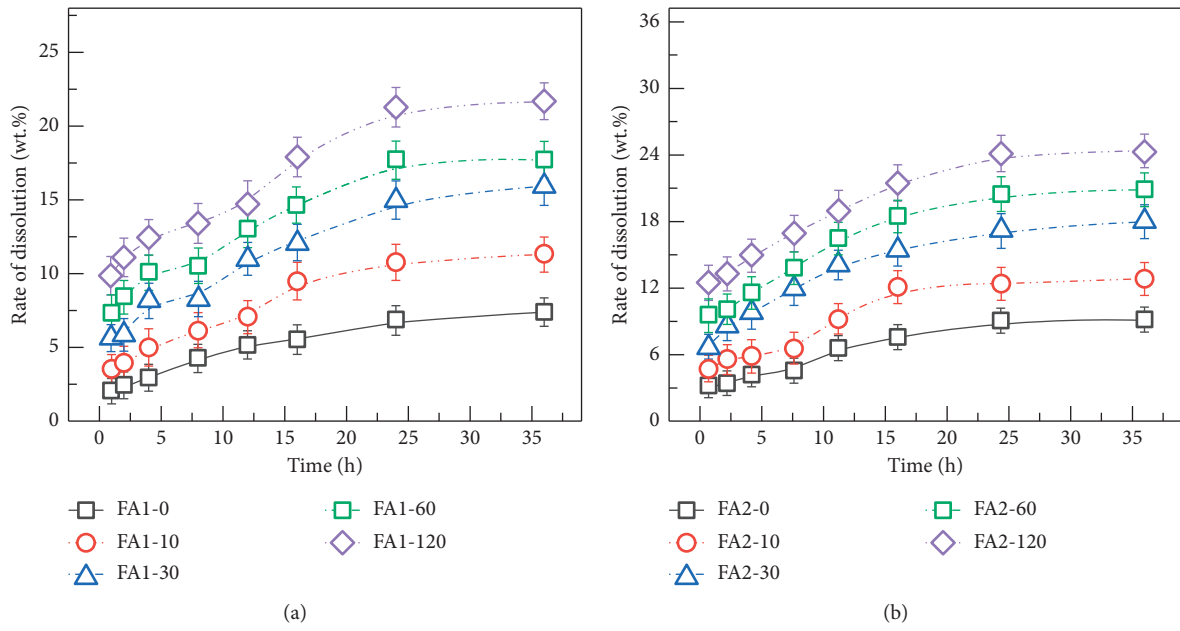 25
20
15
10
5
0
Rate of dissolution (wt.%)
0 5 10 15 20 25 30 35
Time (h)
FA1-0
FA1-10
FA1-30
FA1-60
FA1-120
(a)
36
30
24
18
12
6
0
Rate of dissolution (wt.%)
0 5 10 15 20 25 30 35
Time (h)
FA2-0
FA2-10
FA2-30
FA2-60
FA2-120
(b)